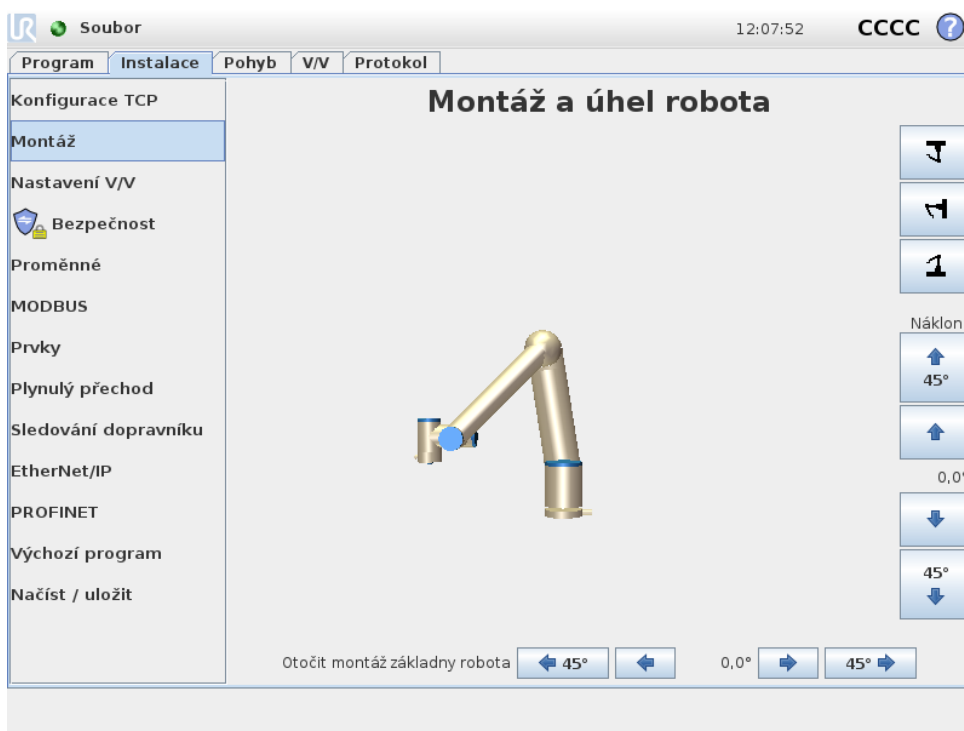 UR Soubor 12:07:52 CCCC ?
Program Instalace Pohyb V/V Protokol
Konfigurace TCP
Montáž
Nastavení V/V
Bezpečnost
Proměnné
MODBUS
Prvky
Plynulý přechod
Sledování dopravníku
EtherNet/IP
PROFINET
Výchozí program
Načíst / uložit
Montáž a úhel robota
Náklon
45°
0,0°
45°
Otočit montáž základny robota 45° 0,0° 45°